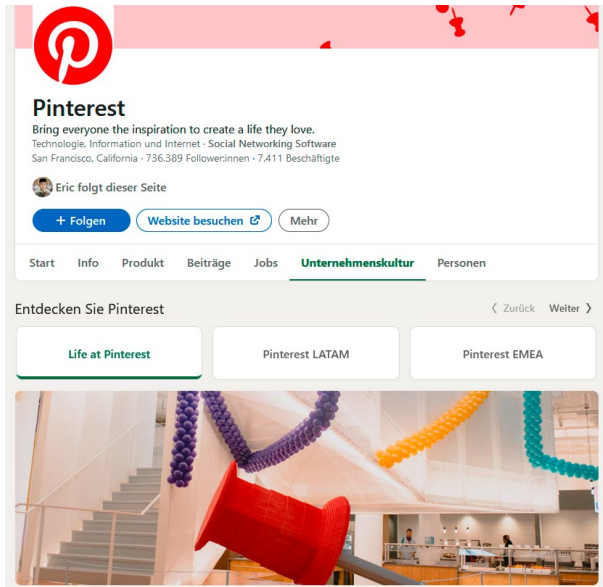 Pinterest
Bring everyone the inspiration to create a life they love.
Technologie, Information und Internet · Social Networking Software
San Francisco, California · 736.389 Follower:innen · 7.411 Beschäftigte
Eric folgt dieser Seite
+ Folgen Website besuchen Mehr
Start Info Produkt Beiträge Jobs Unternehmenskultur Personen
Entdecken Sie Pinterest Zurück Weiter
Life at Pinterest Pinterest LATAM Pinterest EMEA